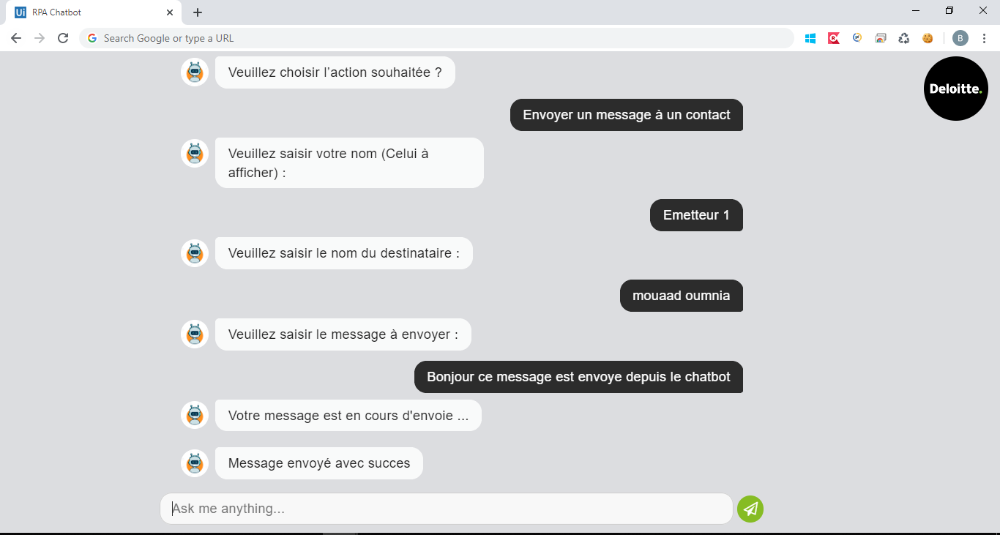 Ui RPA Chatbot
Search Google or type a URL
B
Veuillez choisir l'action souhaitée ?
Deloitte.
Envoyer un message à un contact
Veuillez saisir votre nom (Celui à
afficher) :
Emetteur 1
Veuillez saisir le nom du destinataire :
mouaad oumnia
Veuillez saisir le message à envoyer :
Bonjour ce message est envoye depuis le chatbot
Votre message est en cours d'envoie ...
Message envoyé avec succes
Ask me anything...